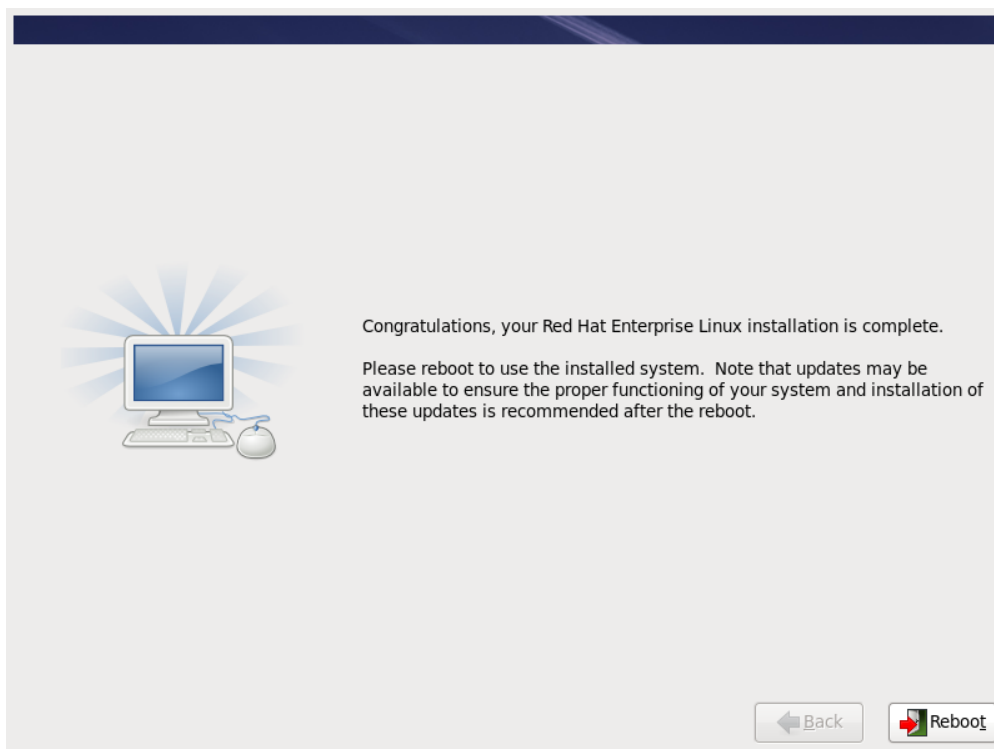 Congratulations, your Red Hat Enterprise Linux installation is complete.
Please reboot to use the installed system.  Note that updates may be
available to ensure the proper functioning of your system and installation of
these updates is recommended after the reboot.
Back
Reboot